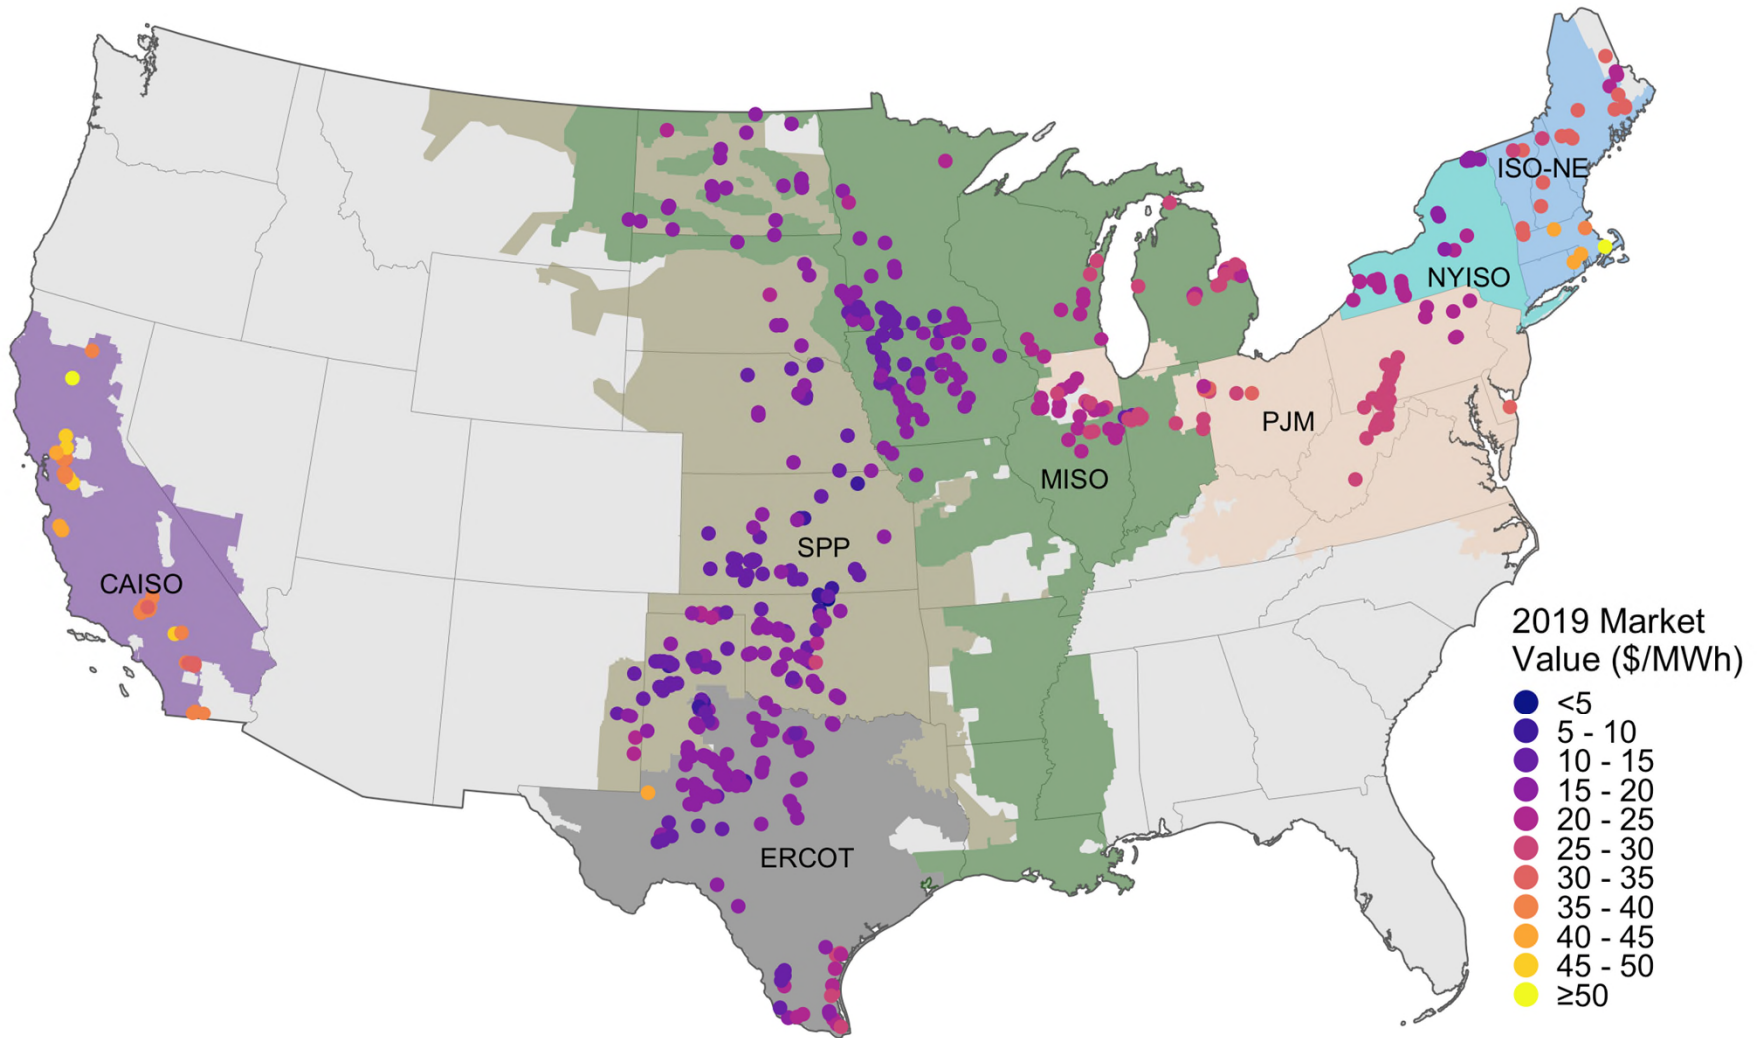 ISO-NE
NYISO
PJM
MISO
SPP
CAISO
ERCOT
2019 Market
Value ($/MWh)
<5
5 - 10
10 - 15
15 - 20
20 - 25
25 - 30
30 - 35
35 - 40
40 - 45
45 - 50
≥50